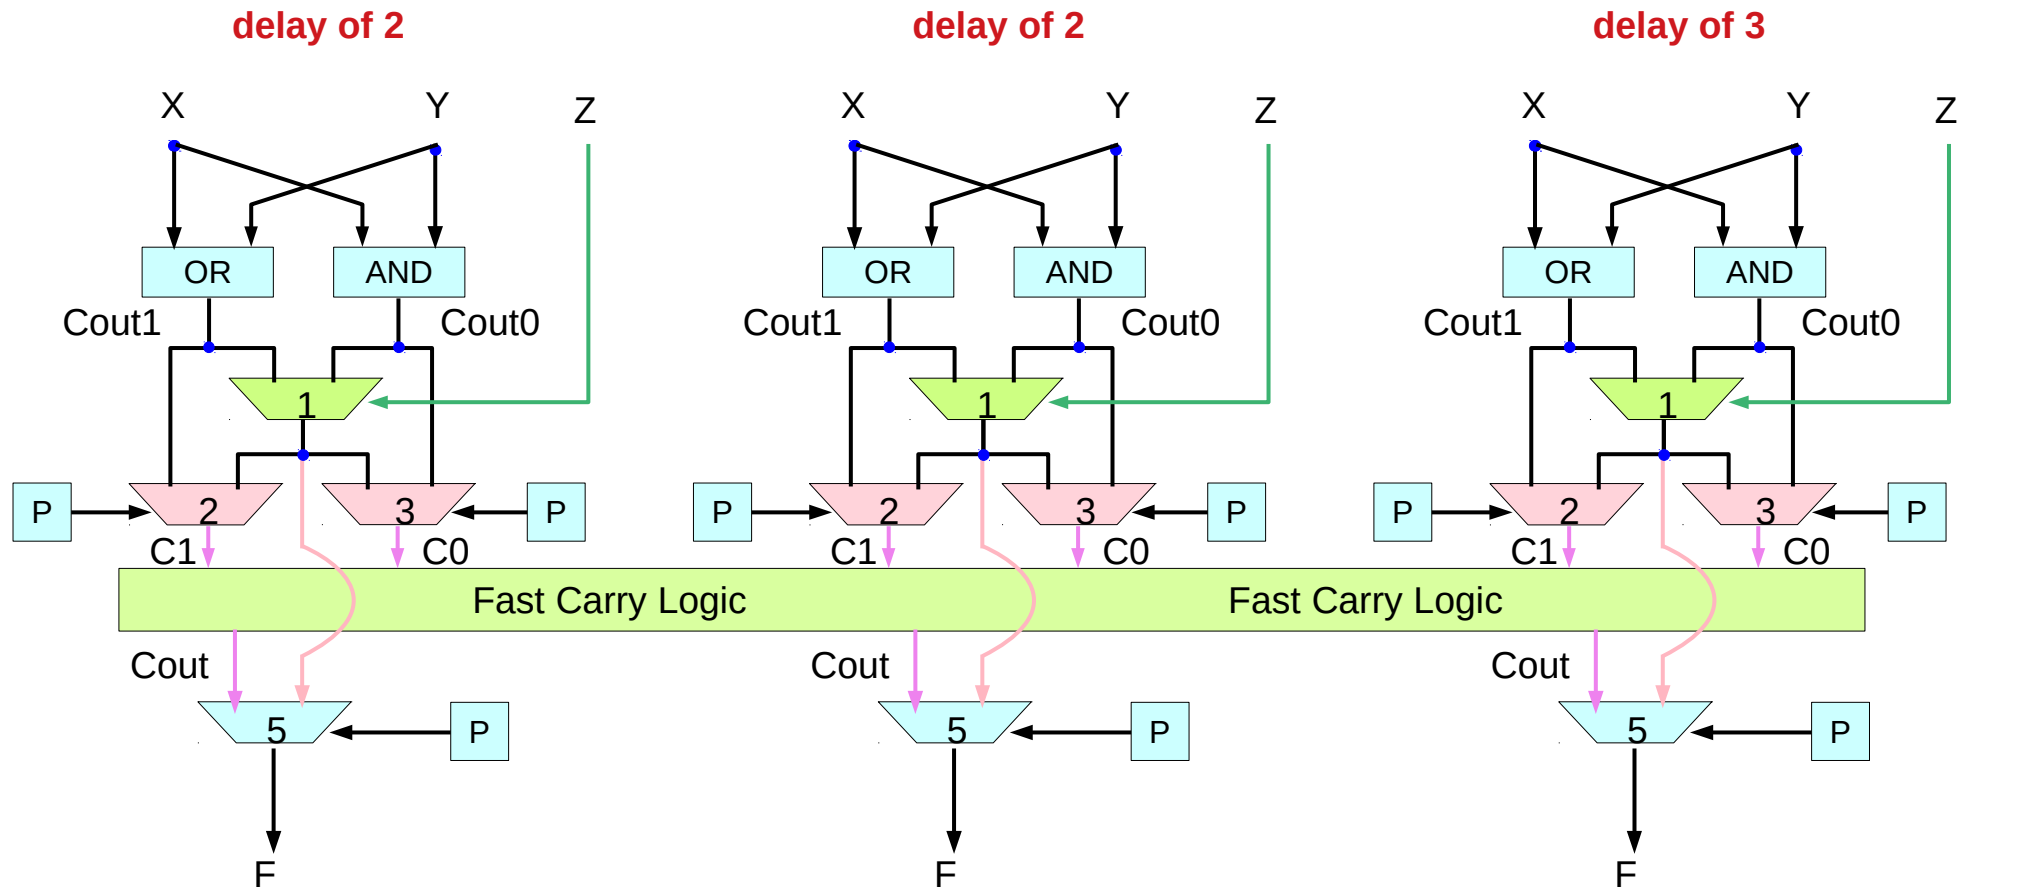 delay of 2 delay of 2 delay of 3
X Y Z X Y Z X Y Z
OR AND OR AND OR AND
Cout1 Cout0 Cout1 Cout0 Cout1 Cout0
1 1 1
P 2 3 P P 2 3 P P 2 3 P
C1 C0 C1 C0 C1 C0
Fast Carry Logic Fast Carry Logic
Cout Cout Cout
5 P 5 P 5 P
F F F